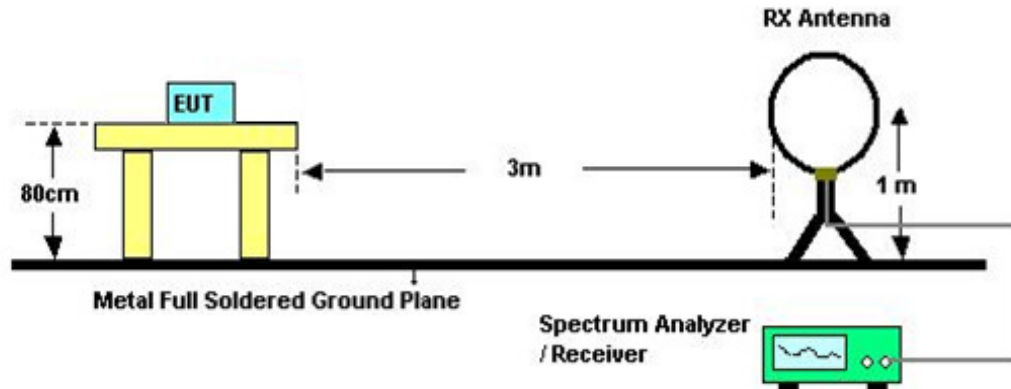 RX Antenna
EUT
3m
80cm
1 m
Metal Full Soldered Ground Plane
Spectrum Analyzer
/ Receiver